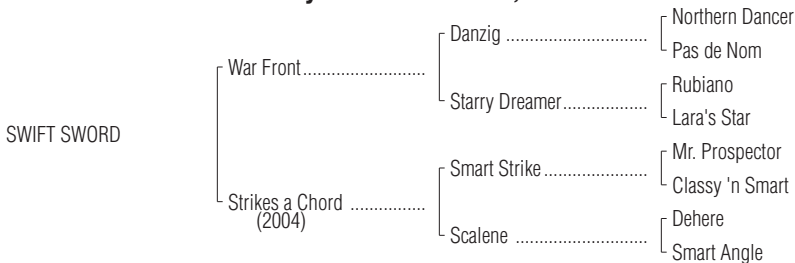 Northern Dancer
Danzig ..............................
Pas de Nom
War Front..........................
Rubiano
Starry Dreamer..................
Lara's Star
SWIFT SWORD
Mr. Prospector
Smart Strike......................
Classy 'n Smart
Strikes a Chord ................
(2004)
Dehere
Scalene ............................
Smart Angle